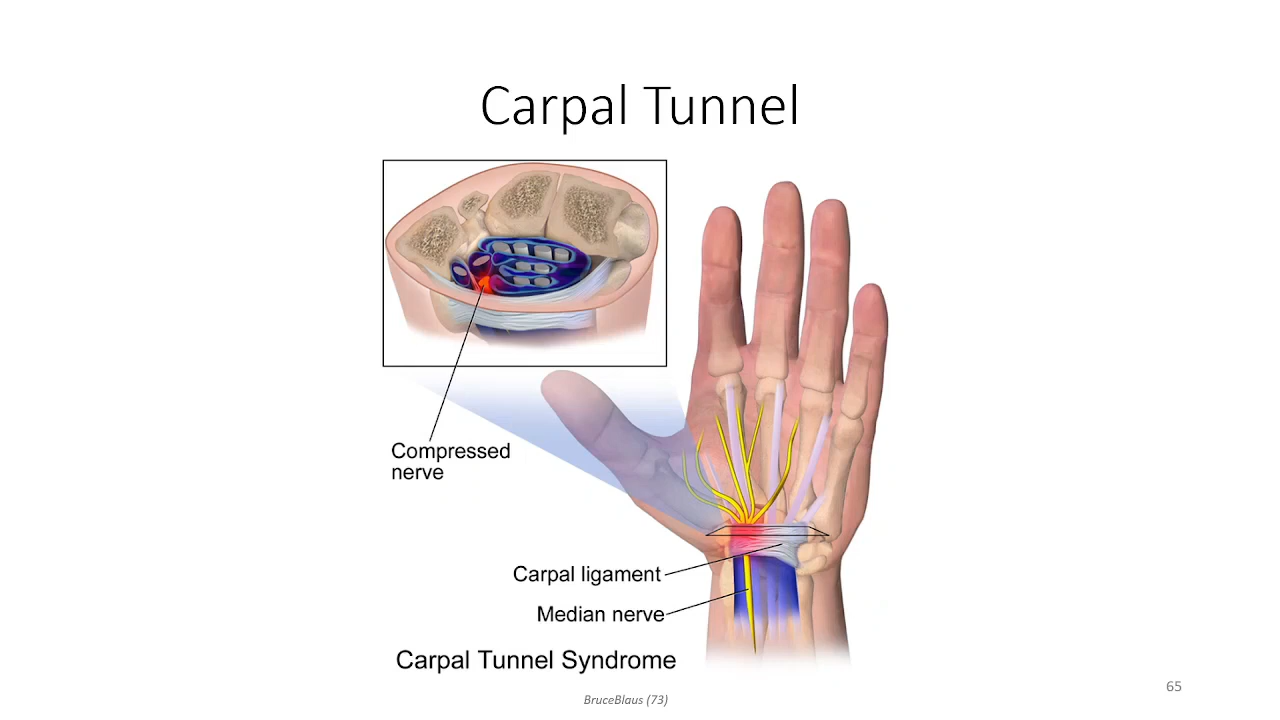 Carpal Tunnel
Compressed
nerve
Carpal ligament
Median nerve
Carpal Tunnel Syndrome
BruceBlaus (73)
65